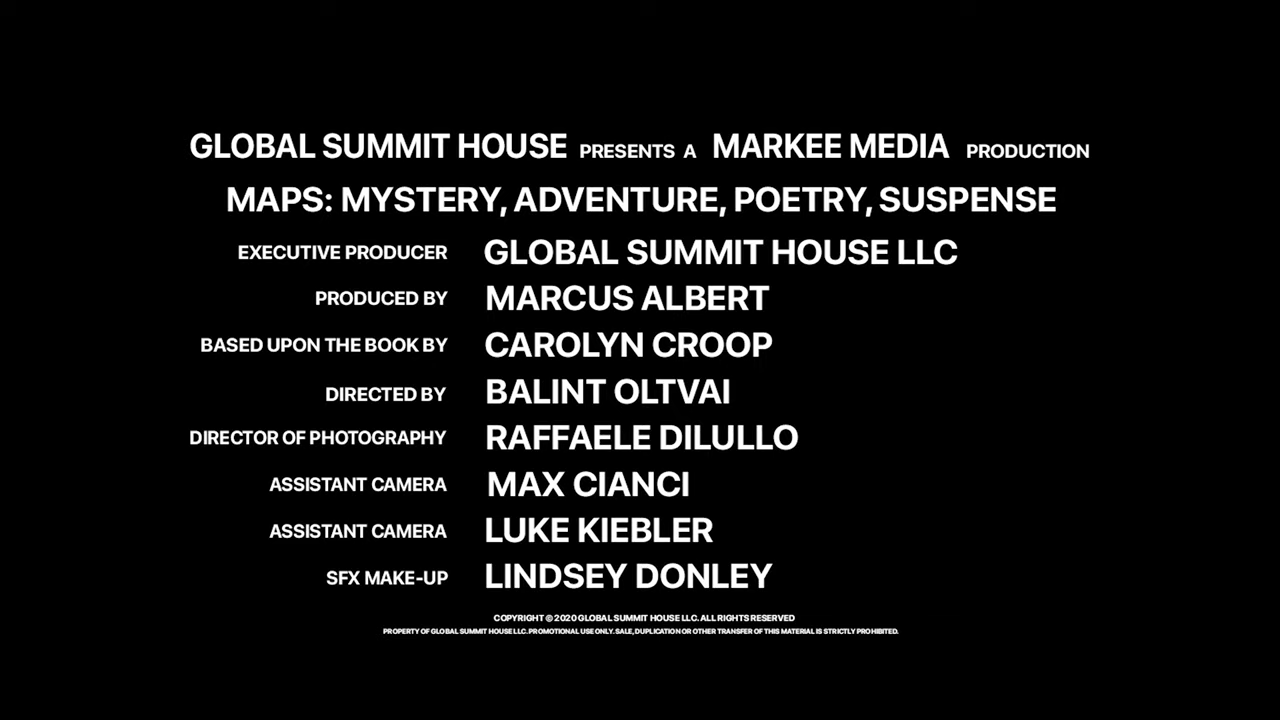 GLOBAL SUMMIT HOUSE PRESENTS A MARKEE MEDIA PRODUCTION
MAPS: MYSTERY, ADVENTURE, POETRY, SUSPENSE
EXECUTIVE PRODUCER GLOBAL SUMMIT HOUSE LLC
PRODUCED BY MARCUS ALBERT
BASED UPON THE BOOK BY CAROLYN CROOP
DIRECTED BY BALINT OLTVAI
DIRECTOR OF PHOTOGRAPHY RAFFAELE DILULLO
ASSISTANT CAMERA MAX CIANCI
ASSISTANT CAMERA LUKE KIEBLER
SFX MAKE-UP LINDSEY DONLEY
COPYRIGHT © 2020 GLOBAL SUMMIT HOUSE LLC. ALL RIGHTS RESERVED
PROPERTY OF GLOBAL SUMMIT HOUSE LLC. PROMOTIONAL USE ONLY. SALE, DUPLICATION OR OTHER TRANSFER OF THIS MATERIAL IS STRICTLY PROHIBITED.